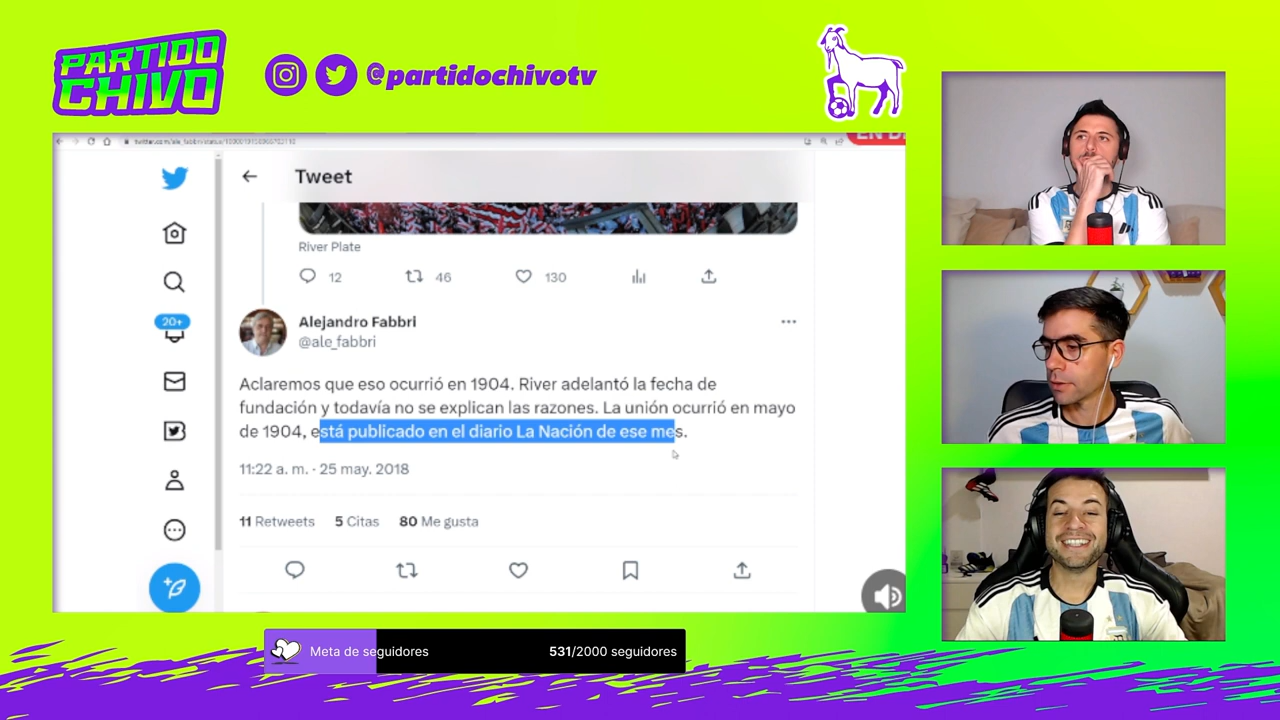 PARTIDO
CHIVO
@partidochivotv
Tweet
River Plate
12
46
130
20+
Alejandro Fabbri
@ale_fabbri
Aclaremos que eso ocurrió en 1904. River adelantó la fecha de
fundación y todavía no se explican las razones. La unión ocurrió en mayo
de 1904, está publicado en el diario La Nación de ese mes.
11:22 a. m. · 25 may. 2018
11 Retweets 5 Citas 80 Me gusta
Meta de seguidores 531/2000 seguidores